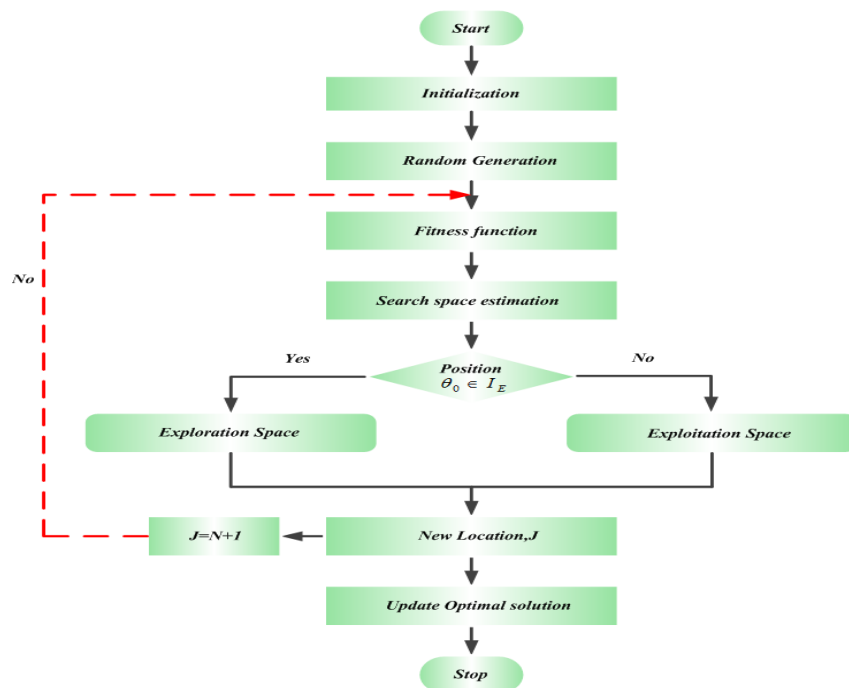 Start
Initialization
Random Generation
Fitness function
No
Search space estimation
Yes
No
Position
θ₀ ∈ I_E
Exploration Space
Exploitation Space
J=N+1
New Location,J
Update Optimal solution
Stop